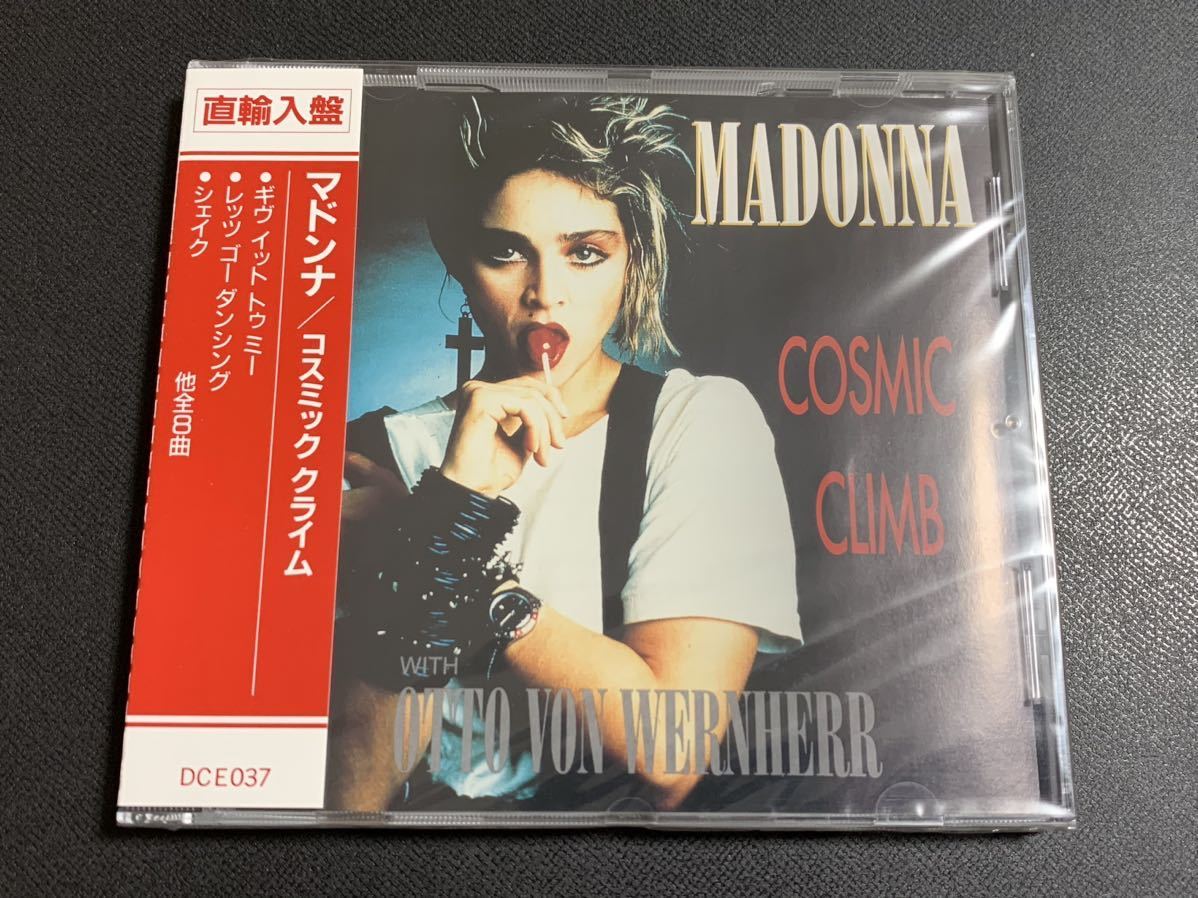 直輸入盤
マドンナ／コスミック クライム
●ギヴ イット トゥ ミー
●レッツ ゴー ダンシング
●シェイク
他全8曲
DCE037
MADONNA
COSMIC
CLIMB
WITH
OTTO VON WERNHERR